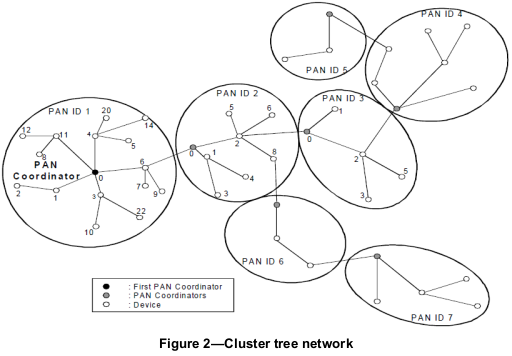 PAN ID 4
PAN ID 5
PAN ID 1
20
12
11
4
14
8
5
PAN
Coordinator
6
0
2
1
3
7
9
22
10
PAN ID 2
5
6
2
0
1
8
4
3
PAN ID 3
1
0
2
5
3
PAN ID 6
PAN ID 7
: First PAN Coordinator
: PAN Coordinators
: Device
Figure 2—Cluster tree network